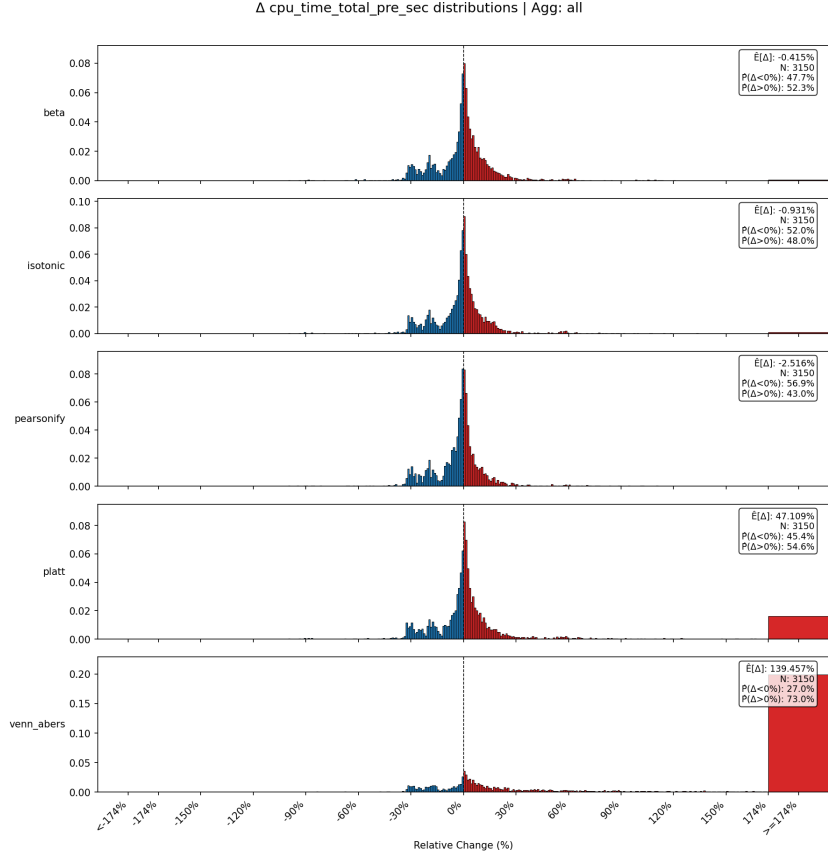 Δ cpu_time_total_pre_sec distributions | Agg: all
Ê[Δ]: -0.415%
N: 3150
P̂(Δ<0%): 47.7%
P̂(Δ>0%): 52.3%
beta
0.08
0.06
0.04
0.02
0.00
Ê[Δ]: -0.931%
N: 3150
P̂(Δ<0%): 52.0%
P̂(Δ>0%): 48.0%
isotonic
0.10
0.08
0.06
0.04
0.02
0.00
Ê[Δ]: -2.516%
N: 3150
P̂(Δ<0%): 56.9%
P̂(Δ>0%): 43.0%
pearsonify
0.08
0.06
0.04
0.02
0.00
Ê[Δ]: 47.109%
N: 3150
P̂(Δ<0%): 45.4%
P̂(Δ>0%): 54.6%
platt
0.08
0.06
0.04
0.02
0.00
Ê[Δ]: 139.457%
N: 3150
P̂(Δ<0%): 27.0%
P̂(Δ>0%): 73.0%
venn_abers
0.20
0.15
0.10
0.05
0.00
<-174%
-174%
-150%
-120%
-90%
-60%
-30%
0%
30%
60%
90%
120%
150%
174%
>=174%
Relative Change (%)